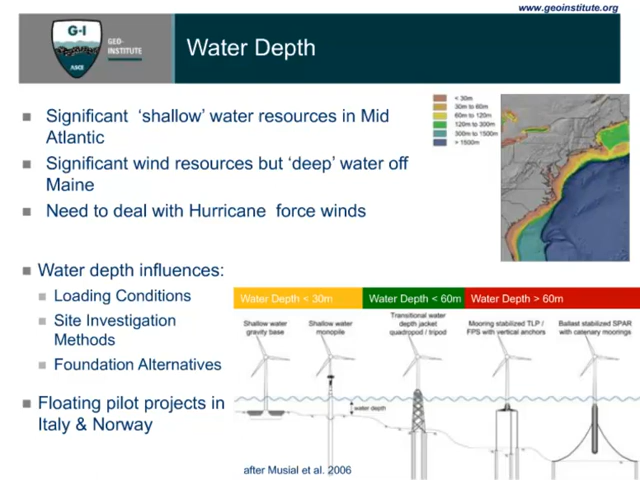 www.geoinstitute.org
G-I
GEO-
INSTITUTE
ASCE
Water Depth
Significant ‘shallow’ water resources in Mid
Atlantic
Significant wind resources but ‘deep’ water off
Maine
Need to deal with Hurricane force winds
< 30m
30m to 60m
60m to 120m
120m to 300m
300m to 1500m
> 1500m
Water depth influences:
Loading Conditions
Site Investigation
Methods
Foundation Alternatives
Floating pilot projects in
Italy & Norway
Water Depth < 30m Water Depth < 60m Water Depth > 60m
Shallow water
gravity base
Shallow water
monopile
Transitional water
depth jacket
quadropod / tripod
Mooring stabilized TLP /
FPS with vertical anchors
Ballast stabilized SPAR
with catenary moorings
water depth
after Musial et al. 2006